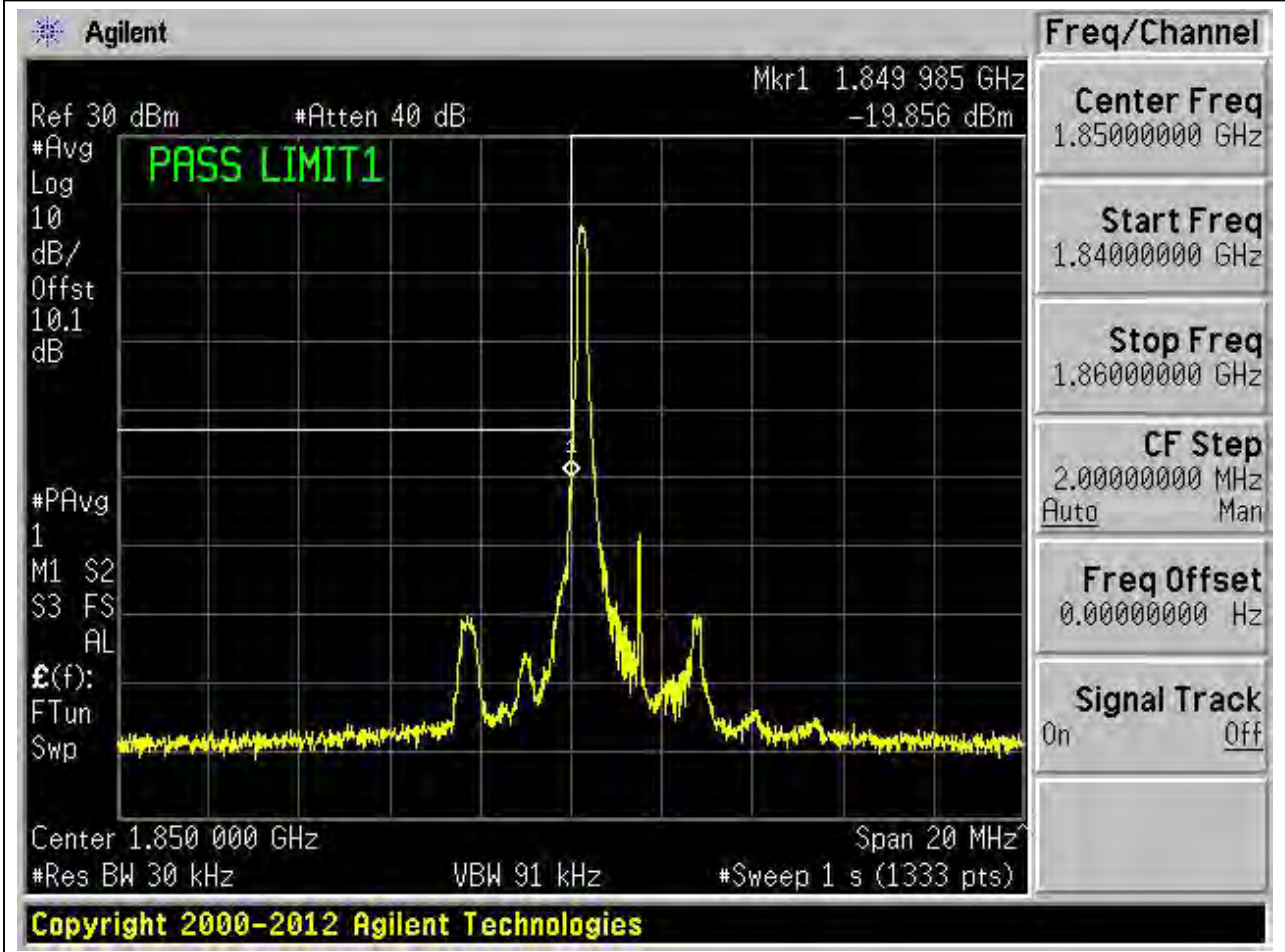 Agilent
Freq/Channel
Mkr1 1.849 985 GHz
Ref 30 dBm #Atten 40 dB -19.856 dBm
#Avg
Log
10
dB/
Offst
10.1
dB
PASS LIMIT1
1
#PAvg
1
M1 S2
S3 FS
AL
£(f):
FTun
Swp
Center 1.850 000 GHz Span 20 MHz^
#Res BW 30 kHz VBW 91 kHz #Sweep 1 s (1333 pts)
Copyright 2000-2012 Agilent Technologies
Center Freq
1.85000000 GHz
Start Freq
1.84000000 GHz
Stop Freq
1.86000000 GHz
CF Step
2.00000000 MHz
Auto Man
Freq Offset
0.00000000 Hz
Signal Track
On Off